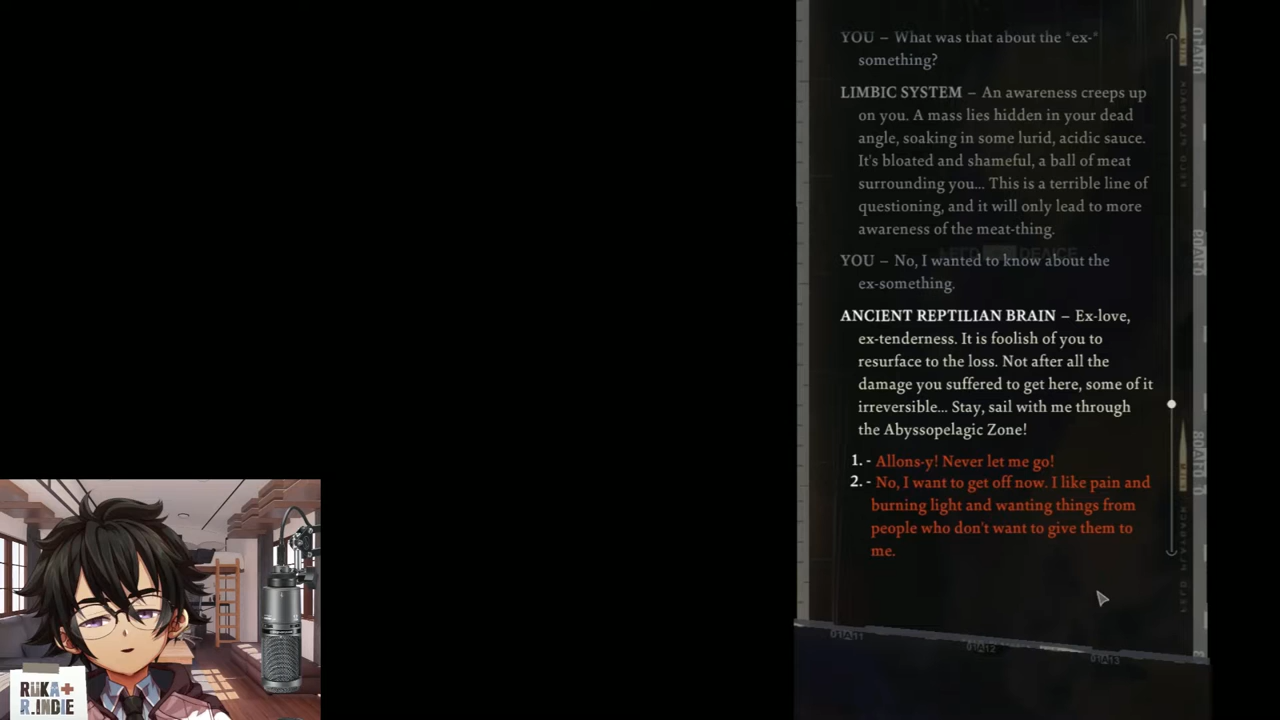 YOU – What was that about the "ex-"
something?
LIMBIC SYSTEM – An awareness creeps up
on you. A mass lies hidden in your dead
angle, soaking in some lurid, acidic sauce.
It's bloated and shameful, a ball of meat
surrounding you... This is a terrible line of
questioning, and it will only lead to more
awareness of the meat-thing.
YOU – No, I wanted to know about the
ex-something.
ANCIENT REPTILIAN BRAIN – Ex-love,
ex-tenderness. It is foolish of you to
resurface to the loss. Not after all the
damage you suffered to get here, some of it
irreversible... Stay, sail with me through
the Abyssopelagic Zone!
1. - Allons-y! Never let me go!
2. - No, I want to get off now. I like pain and
burning light and wanting things from
people who don't want to give them to
me.
RUKA+
R.INDIE